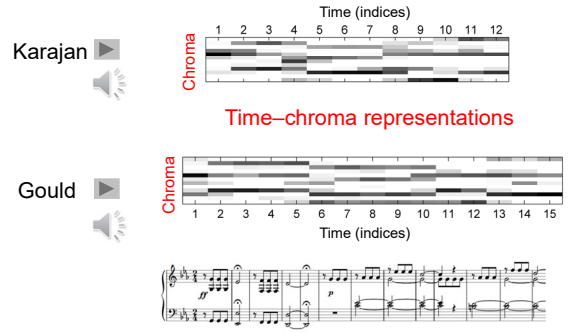 Time (indices)
1 2 3 4 5 6 7 8 9 10 11 12
Karajan
Chroma
Time–chroma representations
Gould
Chroma
1 2 3 4 5 6 7 8 9 10 11 12 13 14 15
Time (indices)
ff
p